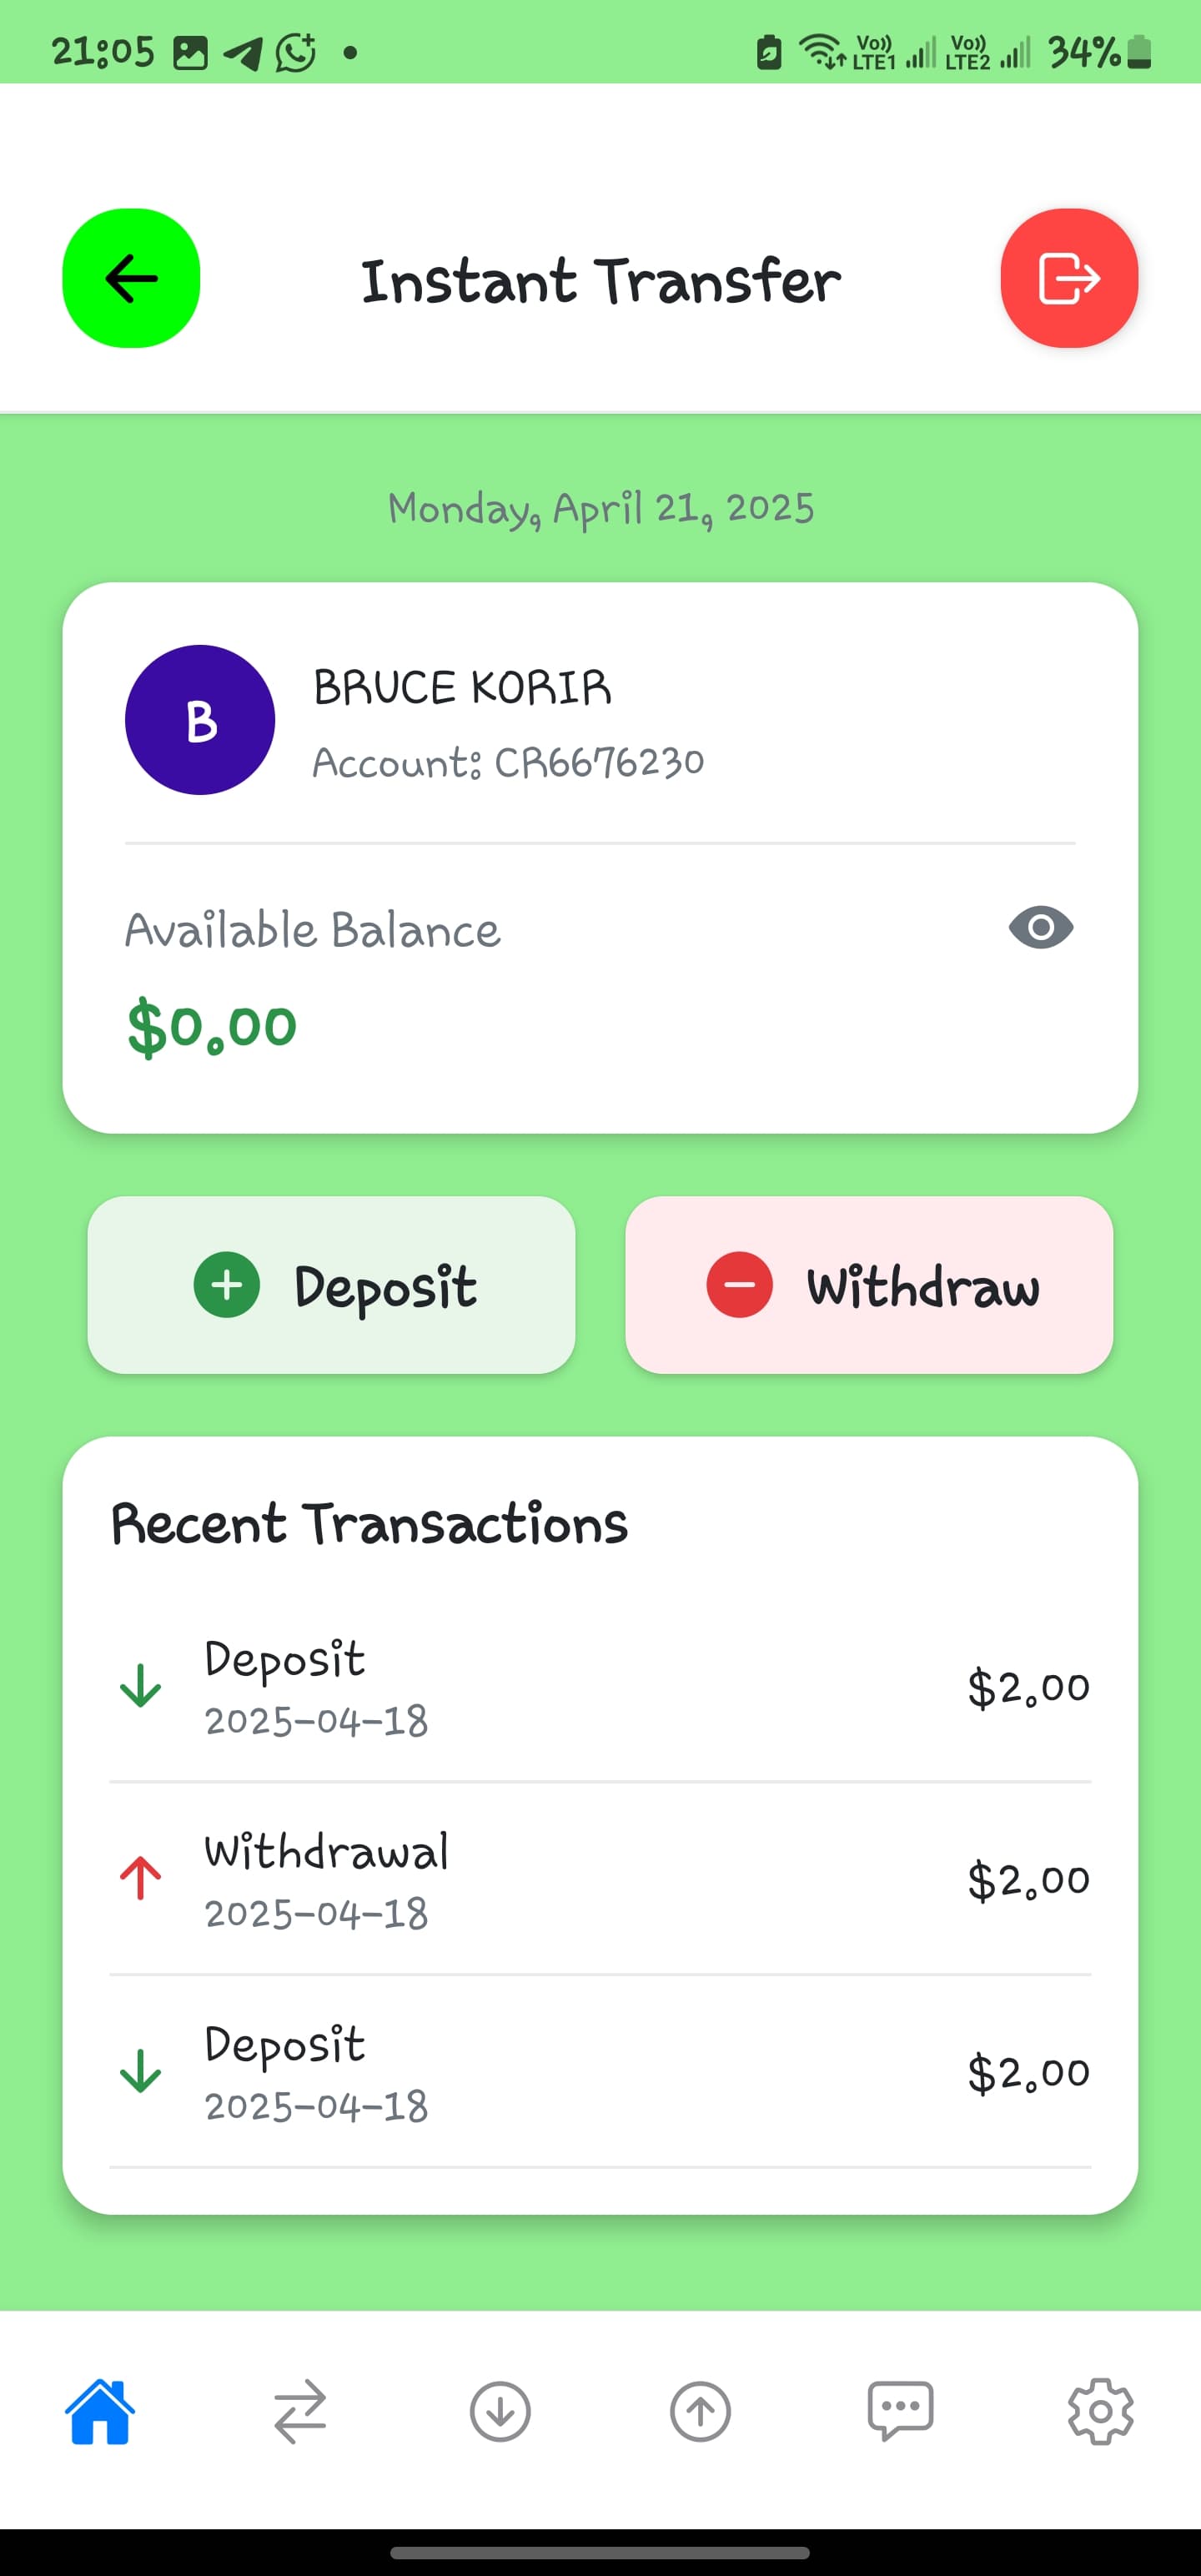 21:05
Vo)) LTE1 Vo)) LTE2 34%
Instant Transfer
Monday, April 21, 2025
B
BRUCE KORIR
Account: CR6676230
Available Balance
$0.00
Deposit
Withdraw
Recent Transactions
Deposit
$2.00
2025-04-18
Withdrawal
$2.00
2025-04-18
Deposit
$2.00
2025-04-18